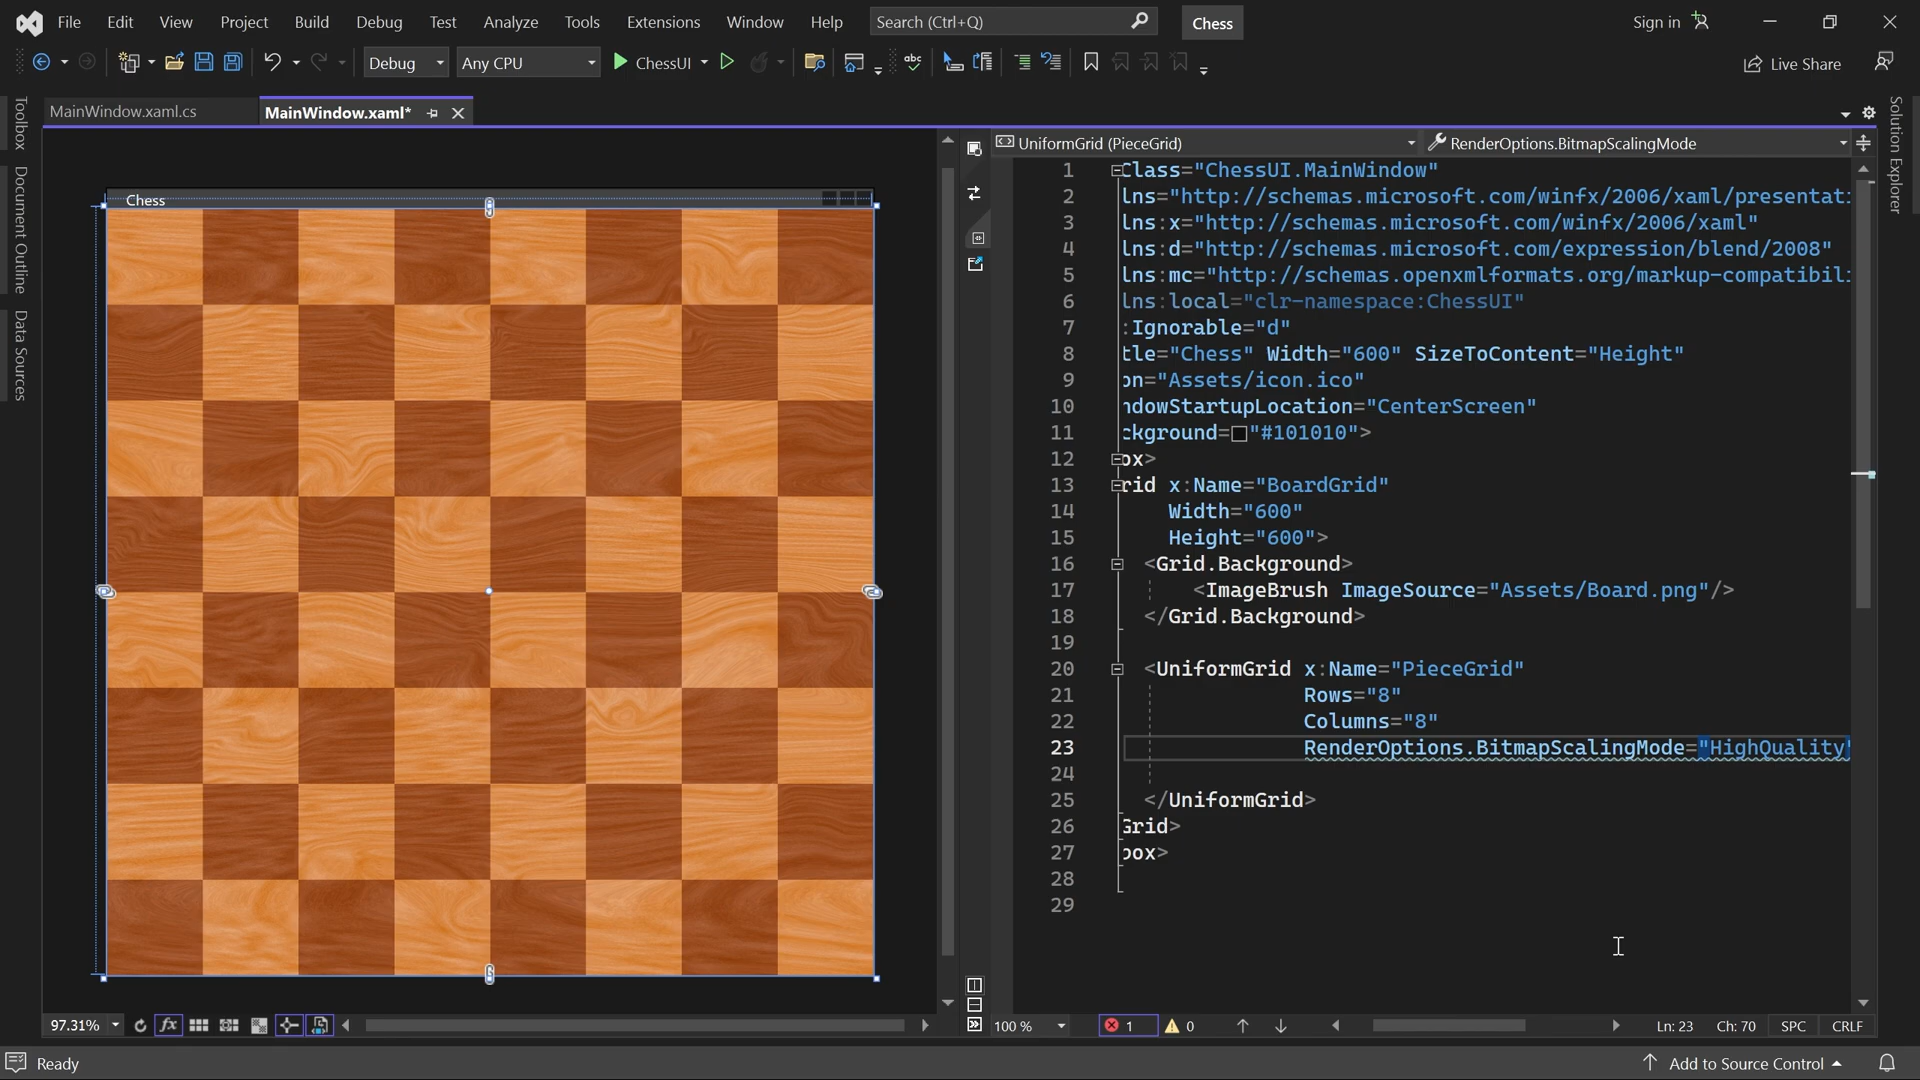 File Edit View Project Build Debug Test Analyze Tools Extensions Window Help Search (Ctrl+Q) Chess Sign in
Debug Any CPU ChessUI abc Live Share
Toolbox
Document Outline
Data Sources
MainWindow.xaml.cs MainWindow.xaml*
Solution Explorer
UniformGrid (PieceGrid) RenderOptions.BitmapScalingMode
Chess
1 Class="ChessUI.MainWindow"
2 lns="http://schemas.microsoft.com/winfx/2006/xaml/presentati
3 lns:x="http://schemas.microsoft.com/winfx/2006/xaml"
4 lns:d="http://schemas.microsoft.com/expression/blend/2008"
5 lns:mc="http://schemas.openxmlformats.org/markup-compatibili
6 lns:local="clr-namespace:ChessUI"
7 :Ignorable="d"
8 tle="Chess" Width="600" SizeToContent="Height"
9 on="Assets/icon.ico"
10 ndowStartupLocation="CenterScreen"
11 ckground="#101010">
12 ox>
13 rid x:Name="BoardGrid"
14 Width="600"
15 Height="600">
16 <Grid.Background>
17 <ImageBrush ImageSource="Assets/Board.png"/>
18 </Grid.Background>
19
20 <UniformGrid x:Name="PieceGrid"
21 Rows="8"
22 Columns="8"
23 RenderOptions.BitmapScalingMode="HighQuality"
24
25 </UniformGrid>
26 Grid>
27 box>
28
29
97.31% fx 100 % 1 0 Ln: 23 Ch: 70 SPC CRLF
Ready Add to Source Control